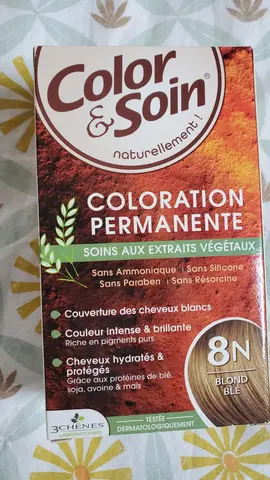 Color
& Soin®
naturellement !
COLORATION
PERMANENTE
SOINS AUX EXTRAITS VÉGÉTAUX
Sans Ammoniaque | Sans Silicone
Sans Paraben | Sans Résorcine
Couverture des cheveux blancs
Couleur intense & brillante
Riche en pigments purs
Cheveux hydratés &
protégés
Grâce aux protéines de blé,
soja, avoine & maïs
8N
BLOND
BLÉ
3CHÊNES
LABORATOIRES
TESTÉE
DERMATOLOGIQUEMENT